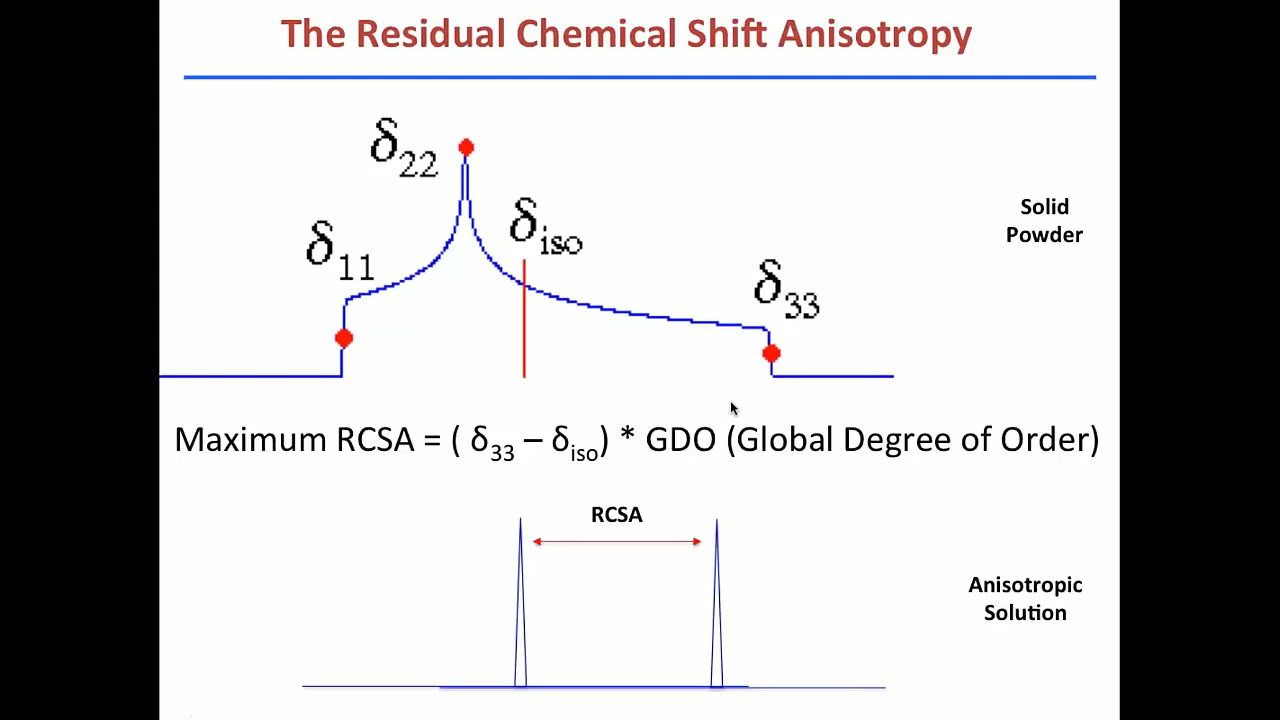 The Residual Chemical Shift Anisotropy
δ22
δiso
δ11
δ33
Solid
Powder
Maximum RCSA = ( δ33 – δiso) * GDO (Global Degree of Order)
RCSA
Anisotropic
Solution